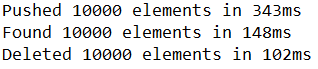 Pushed 10000 elements in 343ms
Found 10000 elements in 148ms
Deleted 10000 elements in 102ms